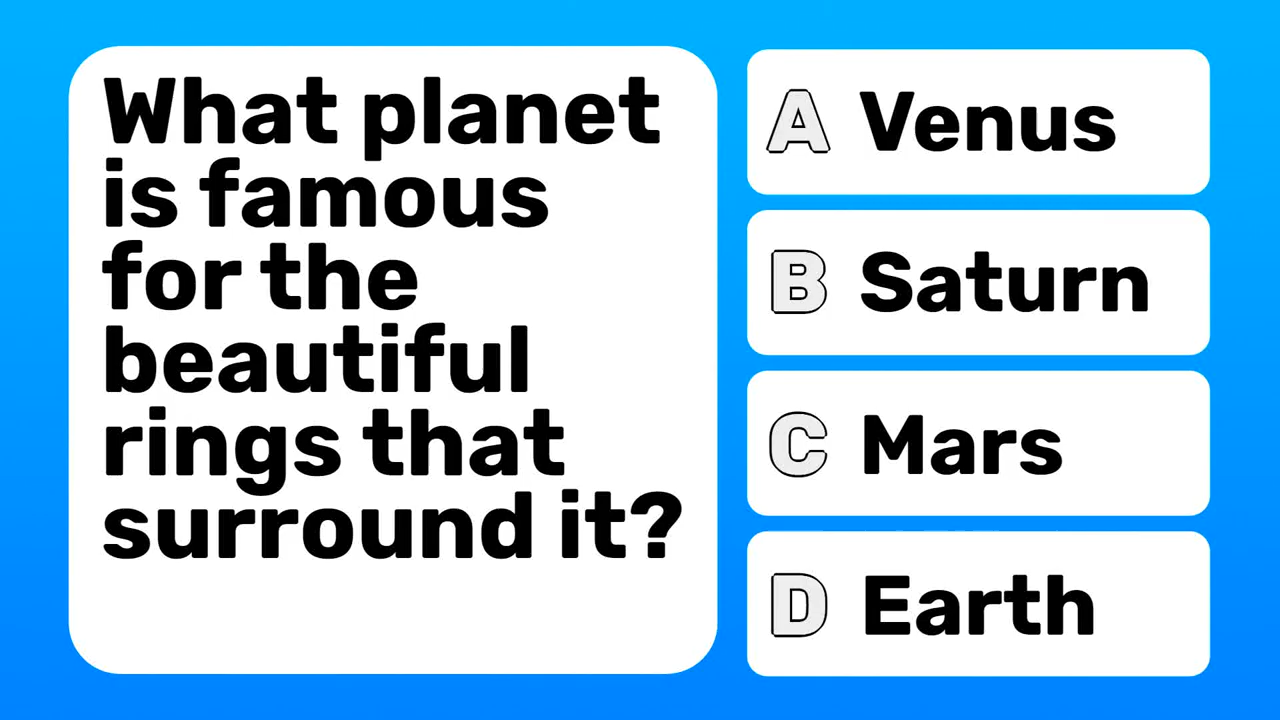 What planet
is famous
for the
beautiful
rings that
surround it?
A Venus
B Saturn
C Mars
D Earth